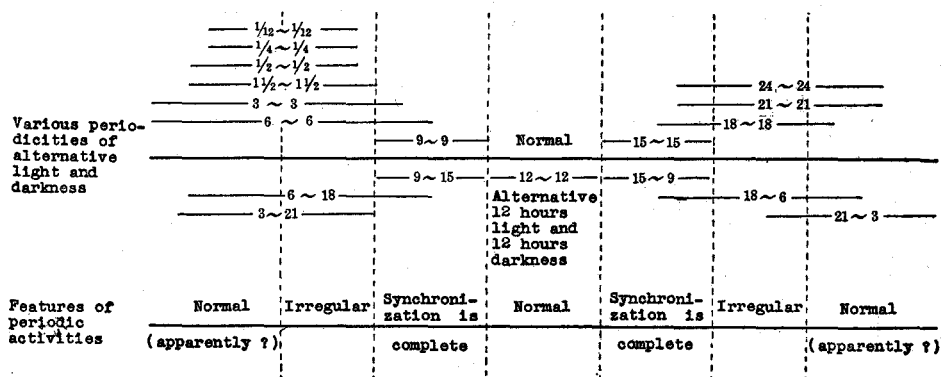 1/12 ~ 1/12
1/4 ~ 1/4
1/2 ~ 1/2
1 1/2 ~ 1 1/2
3 ~ 3
6 ~ 6
24 ~ 24
21 ~ 21
18 ~ 18
Various perio-
dicities of
alternative
light and
darkness
9 ~ 9
Normal
15 ~ 15
9 ~ 15
12 ~ 12
15 ~ 9
6 ~ 18
3 ~ 21
Alternative
12 hours
light and
12 hours
darkness
18 ~ 6
21 ~ 3
Features of
periodic
activities
Normal
(apparently ?)
Irregular
Synchroni-
zation is
complete
Normal
Synchroni-
zation is
complete
Irregular
Normal
(apparently ?)